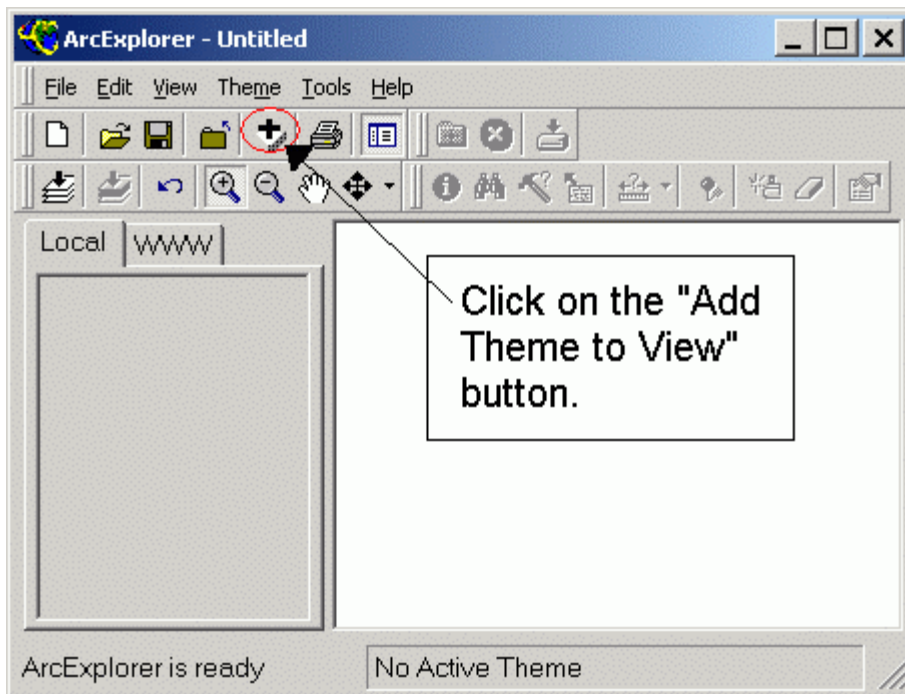 ArcExplorer - Untitled
File Edit View Theme Tools Help
Local WWW
Click on the "Add
Theme to View"
button.
ArcExplorer is ready No Active Theme